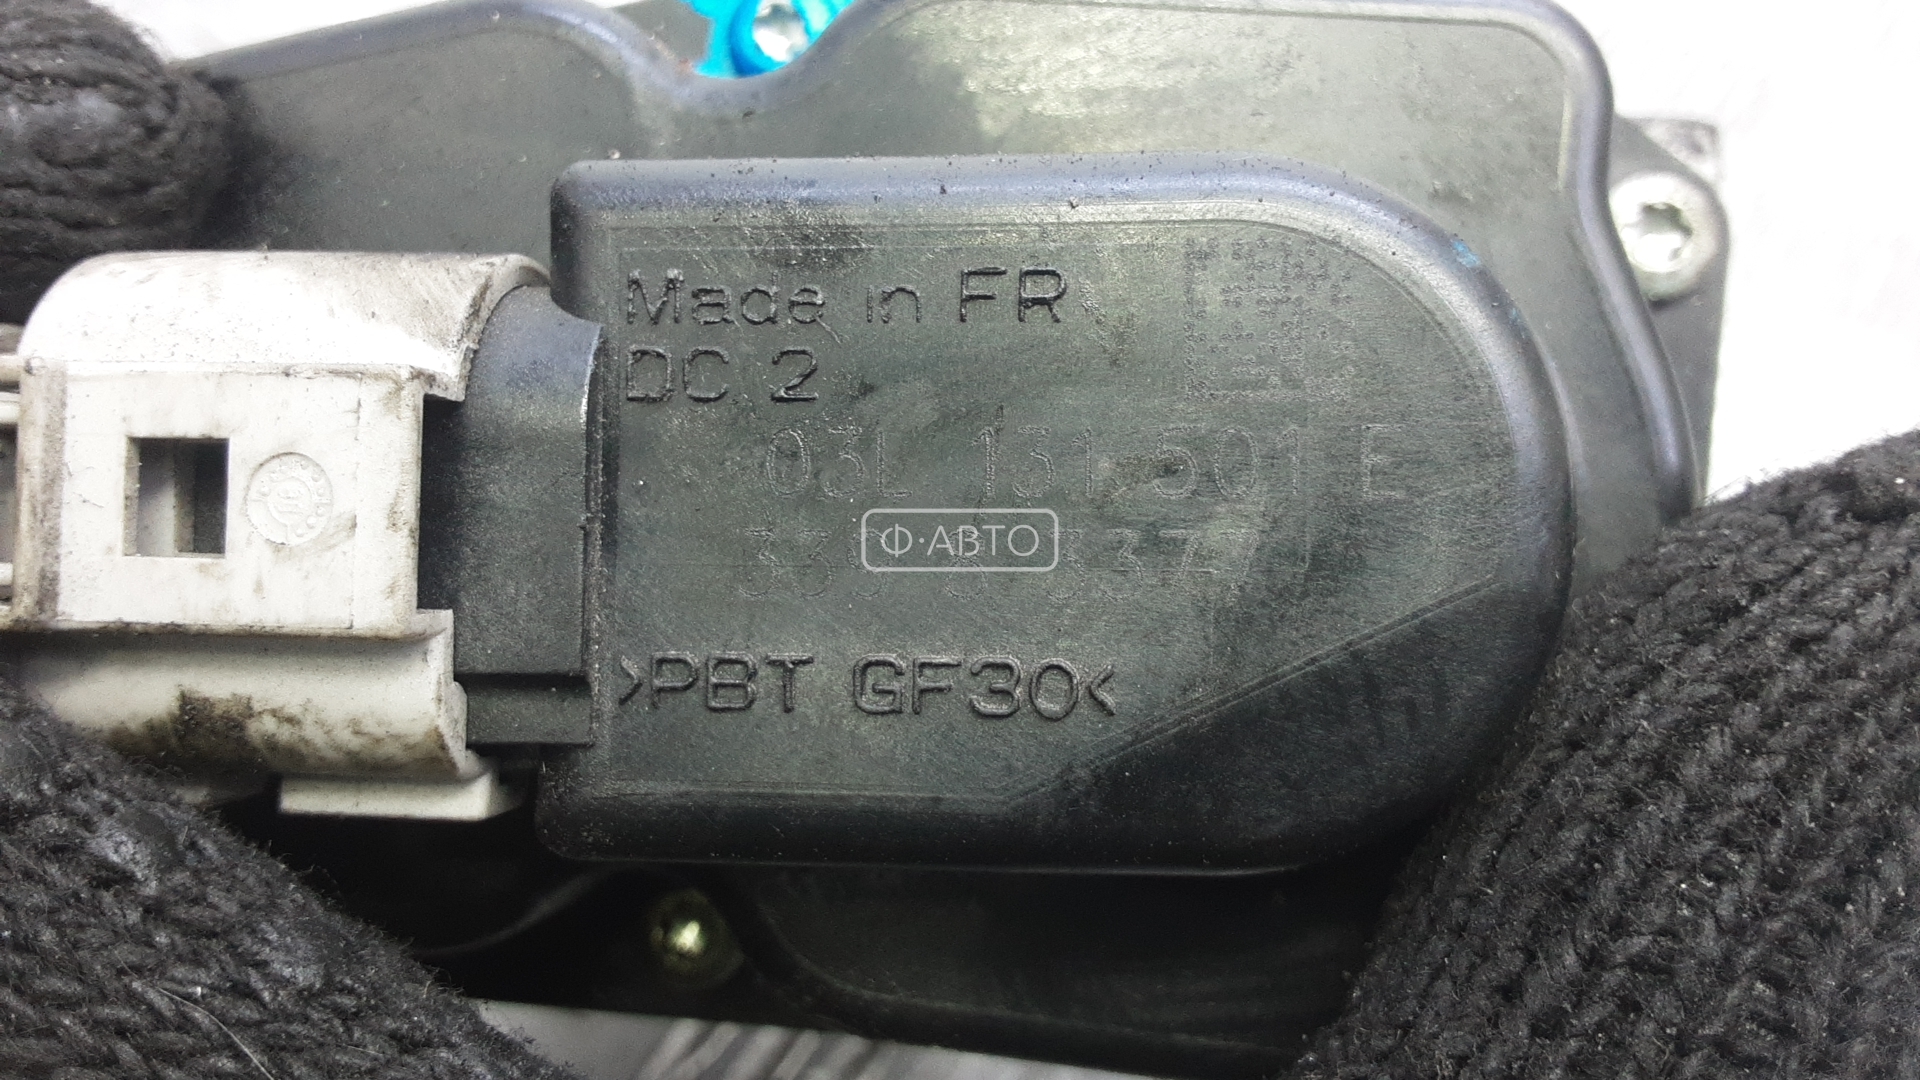 Made in FR
DC 2
03L 131 501 E
Ф·АВТО
>PBT GF30<